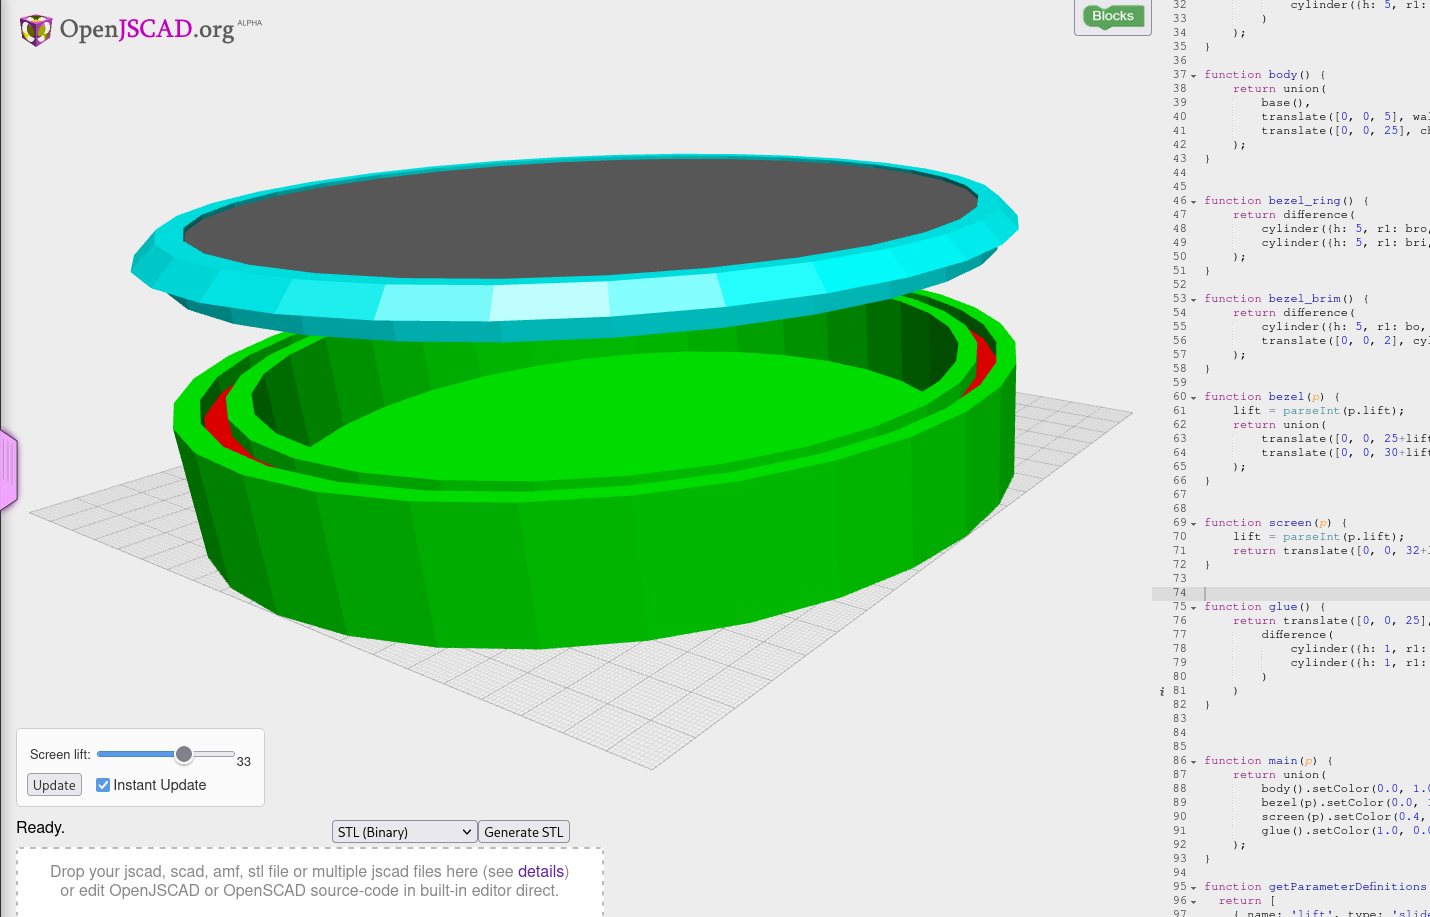 OpenJSCAD.org ALPHA
Blocks
32 cylinder({h: 5, r1:
33 )
34 );
35 }
36
37 function body() {
38 return union(
39 base(),
40 translate([0, 0, 5], wa
41 translate([0, 0, 25], c
42 );
43 }
44
45
46 function bezel_ring() {
47 return difference(
48 cylinder({h: 5, r1: bro,
49 cylinder({h: 5, r1: bri,
50 );
51 }
52
53 function bezel_brim() {
54 return difference(
55 cylinder({h: 5, r1: bo,
56 translate([0, 0, 2], cyl
57 );
58 }
59
60 function bezel(p) {
61 lift = parseInt(p.lift);
62 return union(
63 translate([0, 0, 25+lift
64 translate([0, 0, 30+lift
65 );
66 }
67
68
69 function screen(p) {
70 lift = parseInt(p.lift);
71 return translate([0, 0, 32+
72 }
73
74
75 function glue() {
76 return translate([0, 0, 25],
77 difference(
78 cylinder({h: 1, r1:
79 cylinder({h: 1, r1:
80 )
i 81 )
82 }
83
84
85
86 function main(p) {
87 return union(
88 body().setColor(0.0, 1.0
89 bezel(p).setColor(0.0, 1
90 screen(p).setColor(0.4,
91 glue().setColor(1.0, 0.0
92 );
93 }
94
95 function getParameterDefinitions
96 return [
97 { name: 'lift', type: 'slide
Screen lift: 33
Update Instant Update
Ready.
STL (Binary) Generate STL
Drop your jscad, scad, amf, stl file or multiple jscad files here (see details)
or edit OpenJSCAD or OpenSCAD source-code in built-in editor direct.